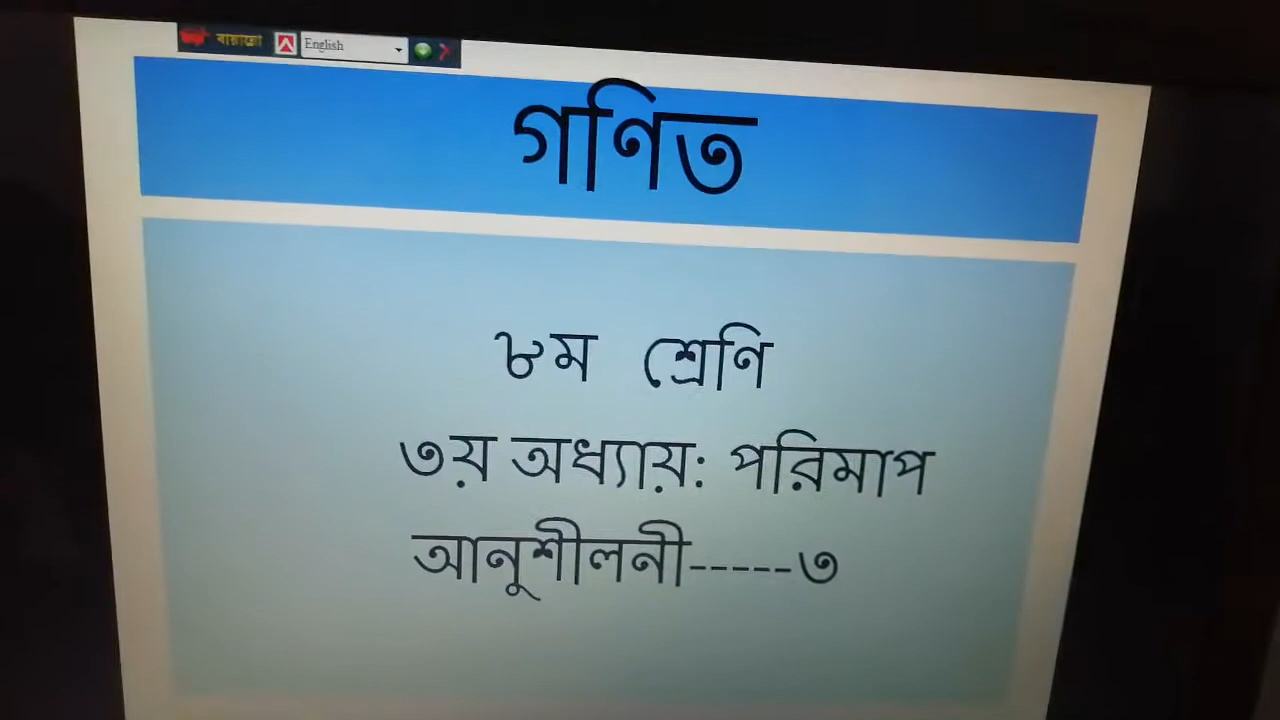 বায়ান্নো English
গণিত
৮ম শ্রেণি
৩য় অধ্যায়: পরিমাপ
আনুশীলনী-----৩